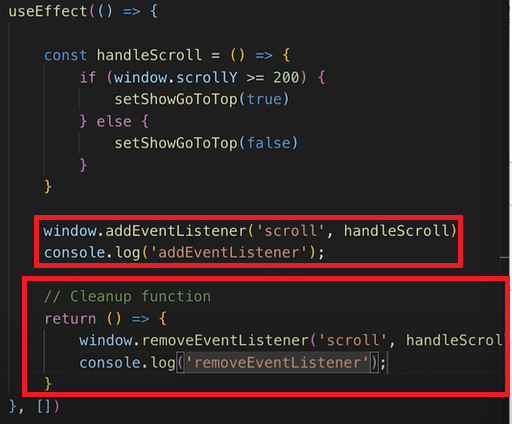 useEffect(() => {
const handleScroll = () => {
if (window.scrollY >= 200) {
setShowGoToTop(true)
} else {
setShowGoToTop(false)
}
}
window.addEventListener('scroll', handleScroll)
console.log('addEventListener');
// Cleanup function
return () => {
window.removeEventListener('scroll', handleScrol
console.log('removeEventListener');
}
}, [])